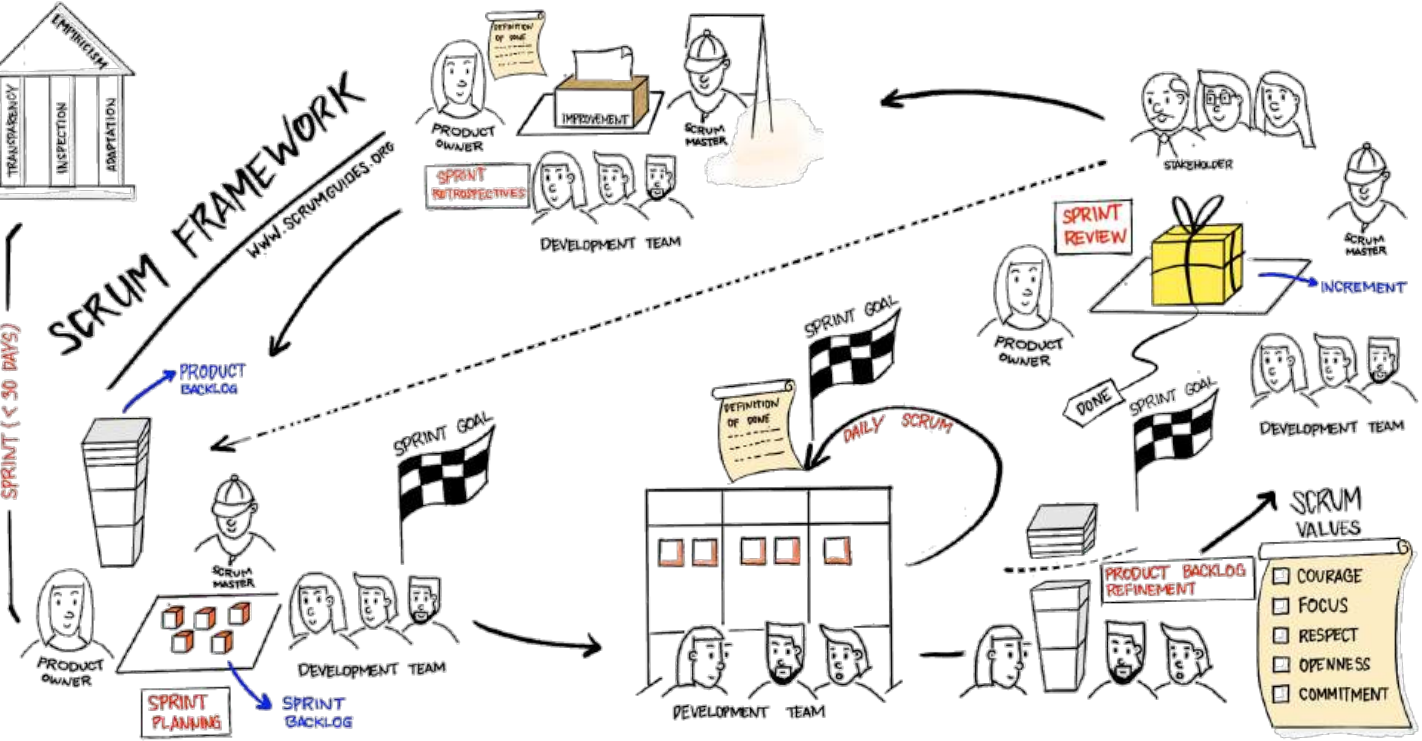 EMPIRICISM
TRANSPARENCY
INSPECTION
ADAPTATION
SCRUM FRAMEWORK
WWW.SCRUMGUIDES.ORG
SPRINT (< 30 DAYS)
DEFINITION
OF DONE
PRODUCT
OWNER
IMPROVEMENT
SCRUM
MASTER
SPRINT
RETROSPECTIVES
DEVELOPMENT TEAM
STAKEHOLDER
SCRUM
MASTER
SPRINT
REVIEW
INCREMENT
PRODUCT
OWNER
DONE
DEVELOPMENT TEAM
PRODUCT
BACKLOG
SPRINT GOAL
SCRUM
MASTER
PRODUCT
OWNER
DEVELOPMENT TEAM
SPRINT
PLANNING
SPRINT
BACKLOG
SPRINT GOAL
DEFINITION
OF DONE
DAILY SCRUM
DEVELOPMENT TEAM
SPRINT GOAL
PRODUCT BACKLOG
REFINEMENT
SCRUM
VALUES
COURAGE
FOCUS
RESPECT
OPENNESS
COMMITMENT